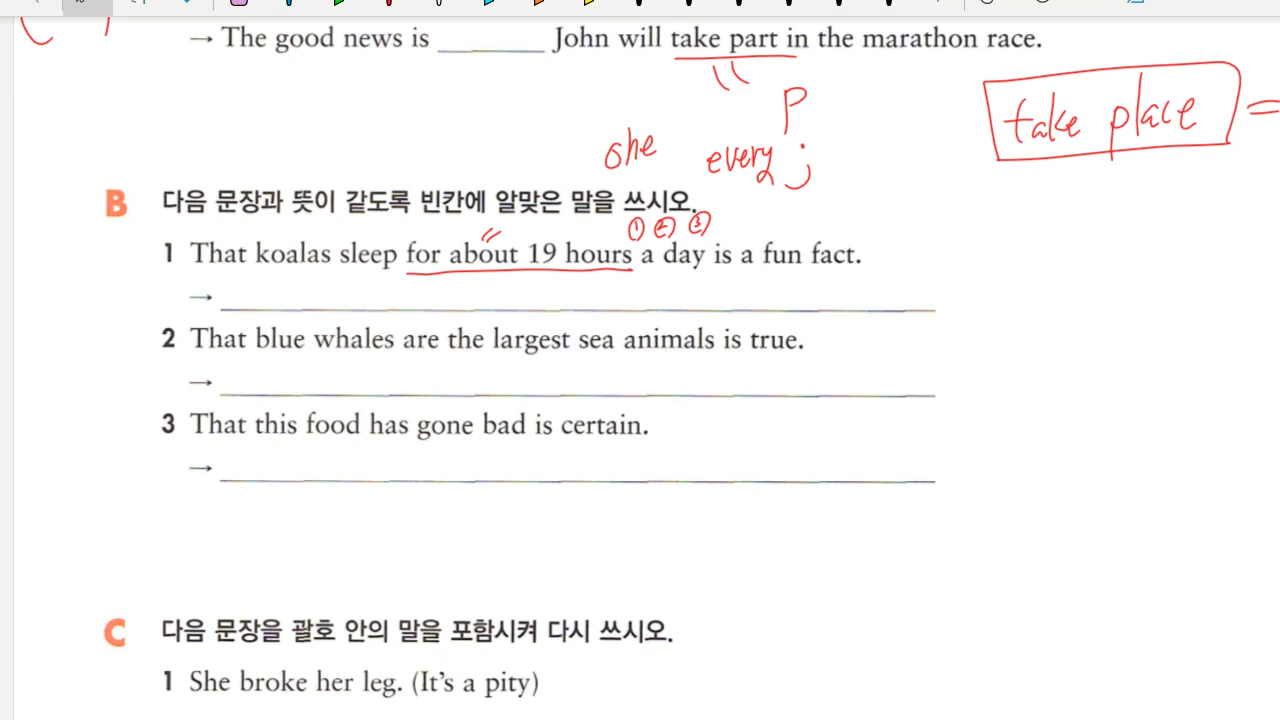 → The good news is ________ John will take part in the marathon race.
take place =
p
she every j
B 다음 문장과 뜻이 같도록 빈칸에 알맞은 말을 쓰시오.
① ② ③
1 That koalas sleep for about 19 hours a day is a fun fact.
→
2 That blue whales are the largest sea animals is true.
→
3 That this food has gone bad is certain.
→
C 다음 문장을 괄호 안의 말을 포함시켜 다시 쓰시오.
1 She broke her leg. (It's a pity)